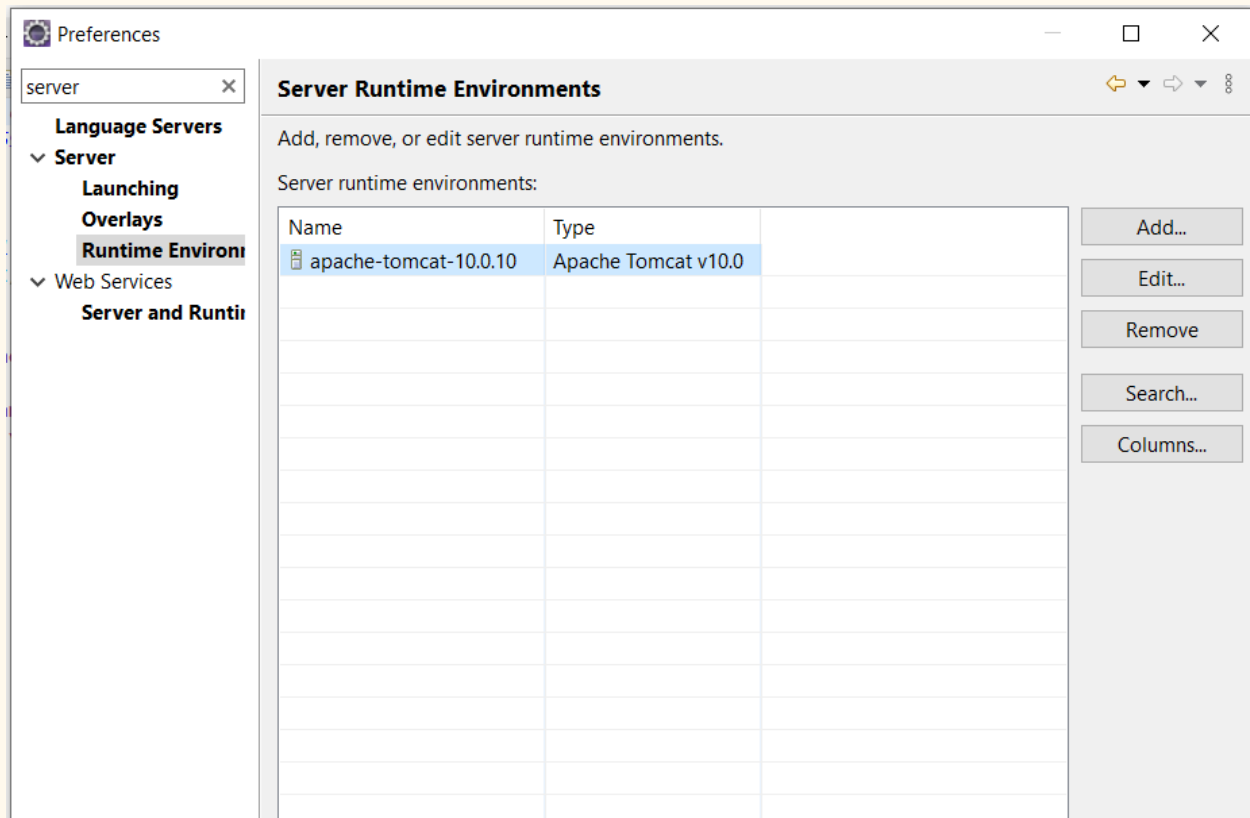 Preferences
server
Server Runtime Environments
Language Servers
Server
Launching
Overlays
Runtime Environ
Web Services
Server and Runti
Add, remove, or edit server runtime environments.
Server runtime environments:
Name Type
apache-tomcat-10.0.10 Apache Tomcat v10.0
Add...
Edit...
Remove
Search...
Columns...